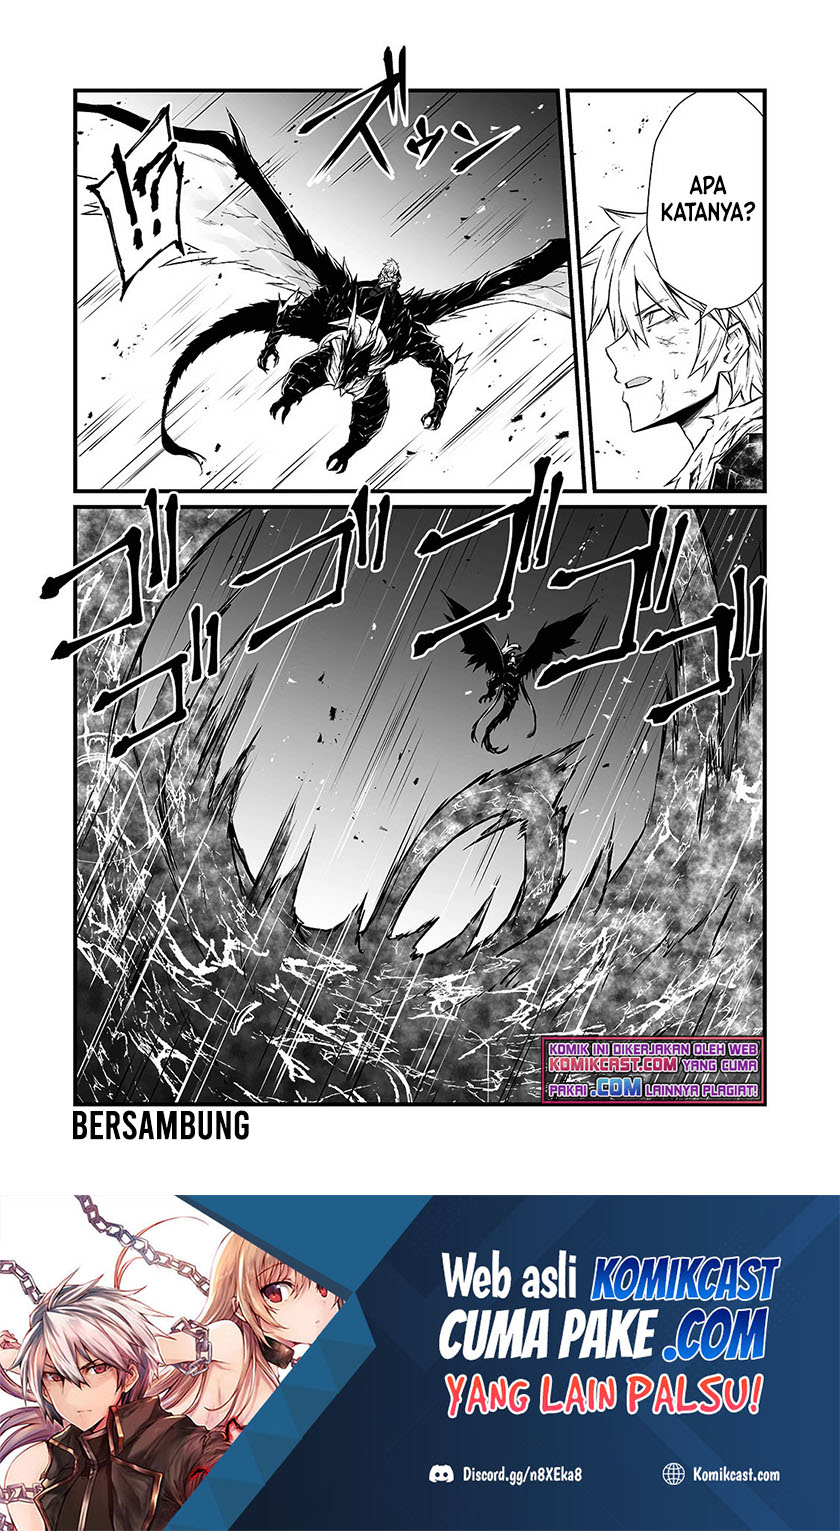 APA
KATANYA?
ズゥン
!?
ゴゴゴゴゴゴ
KOMIK INI DIKERJAKAN OLEH WEB
KOMIKCAST.COM YANG CUMA
PAKAI .COM LAINNYA PLAGIAT!
BERSAMBUNG
Web asli KOMIKCAST
CUMA PAKE .COM
YANG LAIN PALSU!
Discord.gg/n8XEka8
Komikcast.com